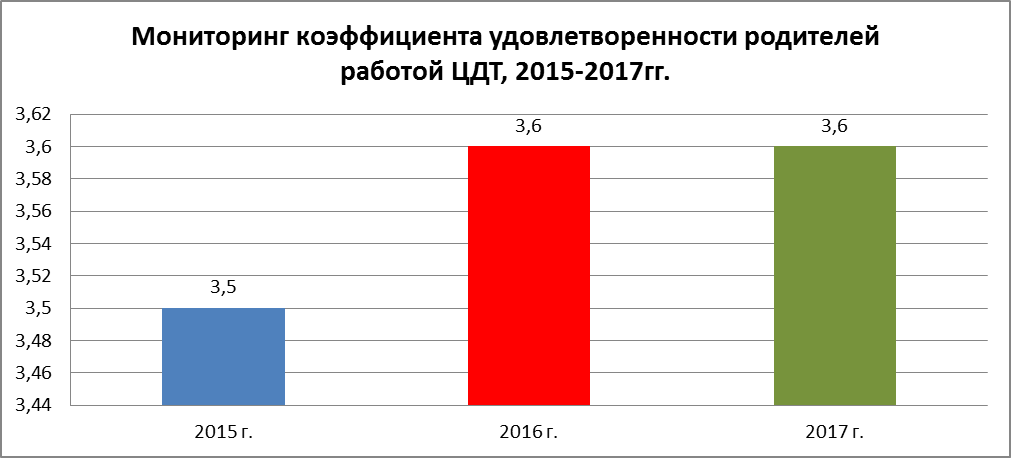 Мониторинг коэффициента удовлетворенности родителей
работой ЦДТ, 2015-2017гг.
3,62
3,6
3,58
3,56
3,54
3,52
3,5
3,48
3,46
3,44
3,5
3,6
3,6
2015 г.
2016 г.
2017 г.